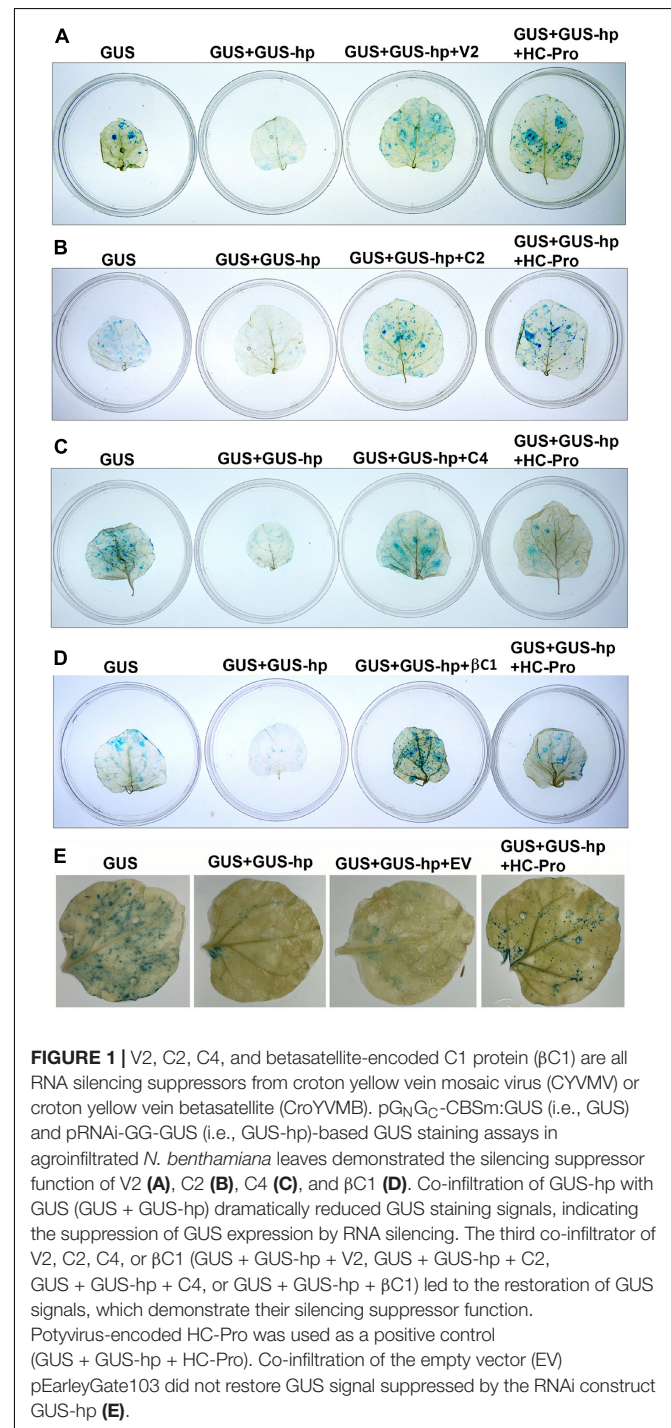 A
GUS
GUS+GUS-hp
GUS+GUS-hp+V2
GUS+GUS-hp
+HC-Pro
B
GUS
GUS+GUS-hp
GUS+GUS-hp+C2
GUS+GUS-hp
+HC-Pro
C
GUS
GUS+GUS-hp
GUS+GUS-hp+C4
GUS+GUS-hp
+HC-Pro
D
GUS
GUS+GUS-hp
GUS+GUS-hp+βC1
GUS+GUS-hp
+HC-Pro
E
GUS
GUS+GUS-hp
GUS+GUS-hp+EV
GUS+GUS-hp
+HC-Pro
FIGURE 1 | V2, C2, C4, and betasatellite-encoded C1 protein (βC1) are all
RNA silencing suppressors from croton yellow vein mosaic virus (CYVMV) or
croton yellow vein betasatellite (CroYVMB). pGNGC-CBSm:GUS (i.e., GUS)
and pRNAi-GG-GUS (i.e., GUS-hp)-based GUS staining assays in
agroinfiltrated N. benthamiana leaves demonstrated the silencing suppressor
function of V2 (A), C2 (B), C4 (C), and βC1 (D). Co-infiltration of GUS-hp with
GUS (GUS + GUS-hp) dramatically reduced GUS staining signals, indicating
the suppression of GUS expression by RNA silencing. The third co-infiltrator of
V2, C2, C4, or βC1 (GUS + GUS-hp + V2, GUS + GUS-hp + C2,
GUS + GUS-hp + C4, or GUS + GUS-hp + βC1) led to the restoration of GUS
signals, which demonstrate their silencing suppressor function.
Potyvirus-encoded HC-Pro was used as a positive control
(GUS + GUS-hp + HC-Pro). Co-infiltration of the empty vector (EV)
pEarleyGate103 did not restore GUS signal suppressed by the RNAi construct
GUS-hp (E).